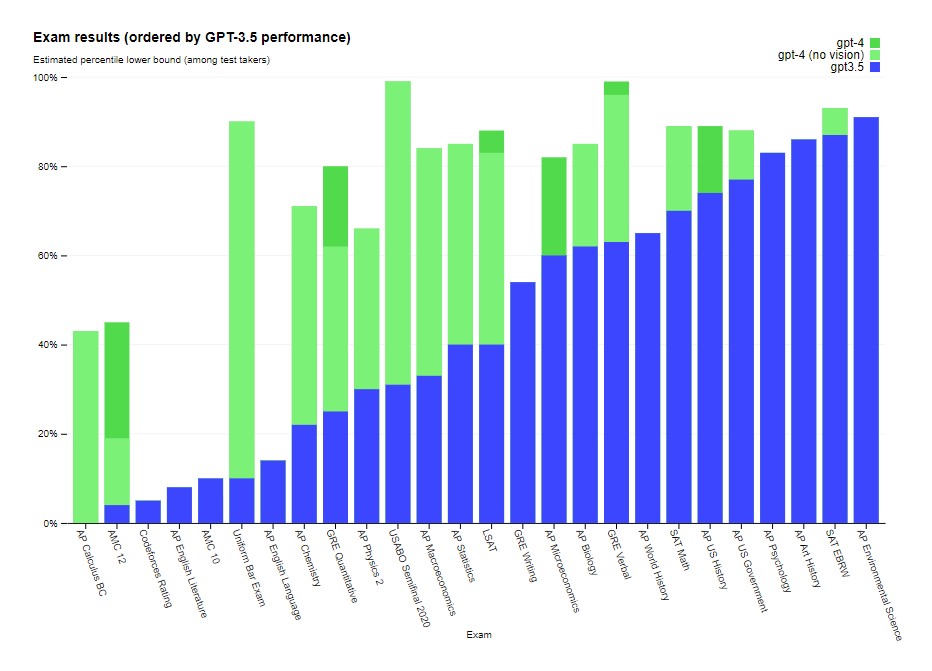 Exam results (ordered by GPT-3.5 performance)
Estimated percentile lower bound (among test takers)
gpt-4
gpt-4 (no vision)
gpt3.5
100%
80%
60%
40%
20%
0%
AP Calculus BC
AMC 12
Codeforces Rating
AP English Literature
AMC 10
Uniform Bar Exam
AP English Language
AP Chemistry
GRE Quantitative
AP Physics 2
USABO Semifinal 2020
AP Macroeconomics
AP Statistics
LSAT
GRE Writing
AP Microeconomics
AP Biology
GRE Verbal
AP World History
SAT Math
AP US History
AP US Government
AP Psychology
AP Art History
SAT EBRW
AP Environmental Science
Exam